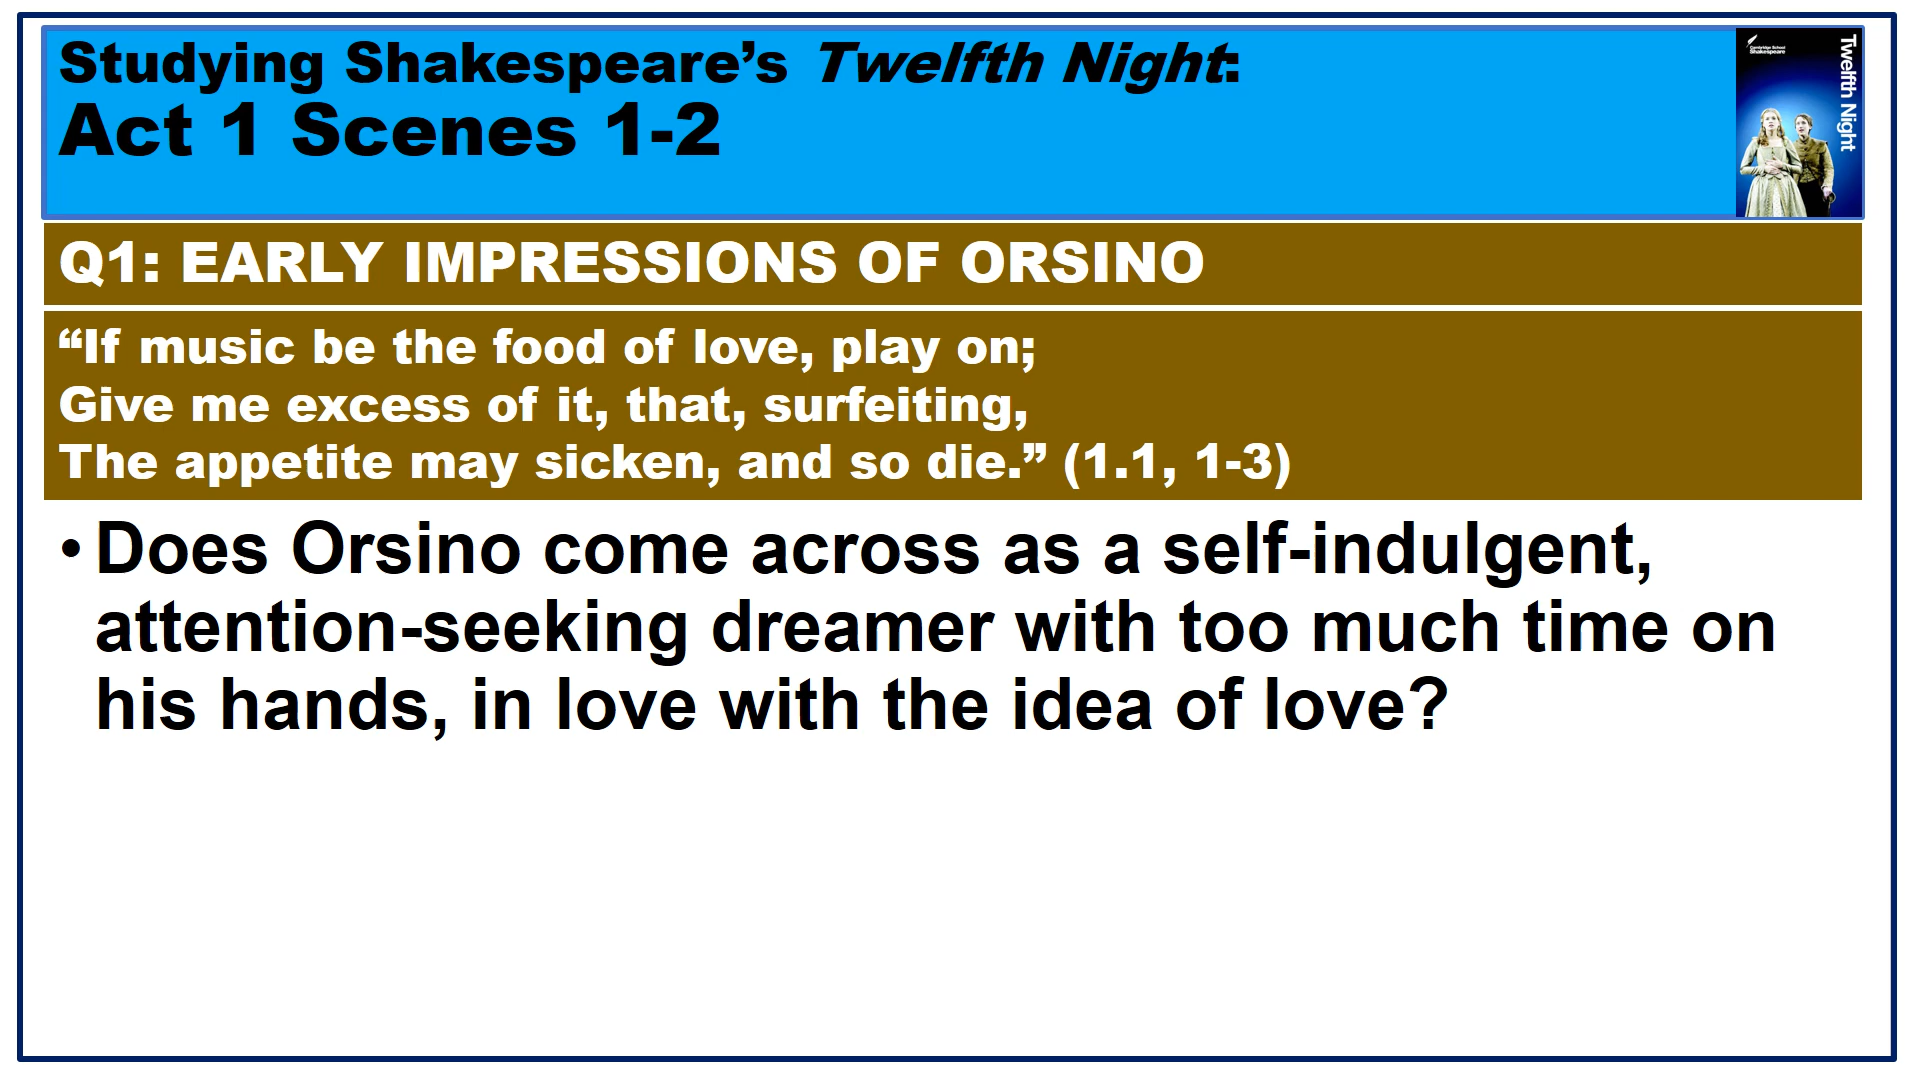 Studying Shakespeare’s Twelfth Night:
Act 1 Scenes 1-2
Cambridge School
Shakespeare
Twelfth Night
Q1: EARLY IMPRESSIONS OF ORSINO
“If music be the food of love, play on;
Give me excess of it, that, surfeiting,
The appetite may sicken, and so die.” (1.1, 1-3)
• Does Orsino come across as a self-indulgent,
attention-seeking dreamer with too much time on
his hands, in love with the idea of love?